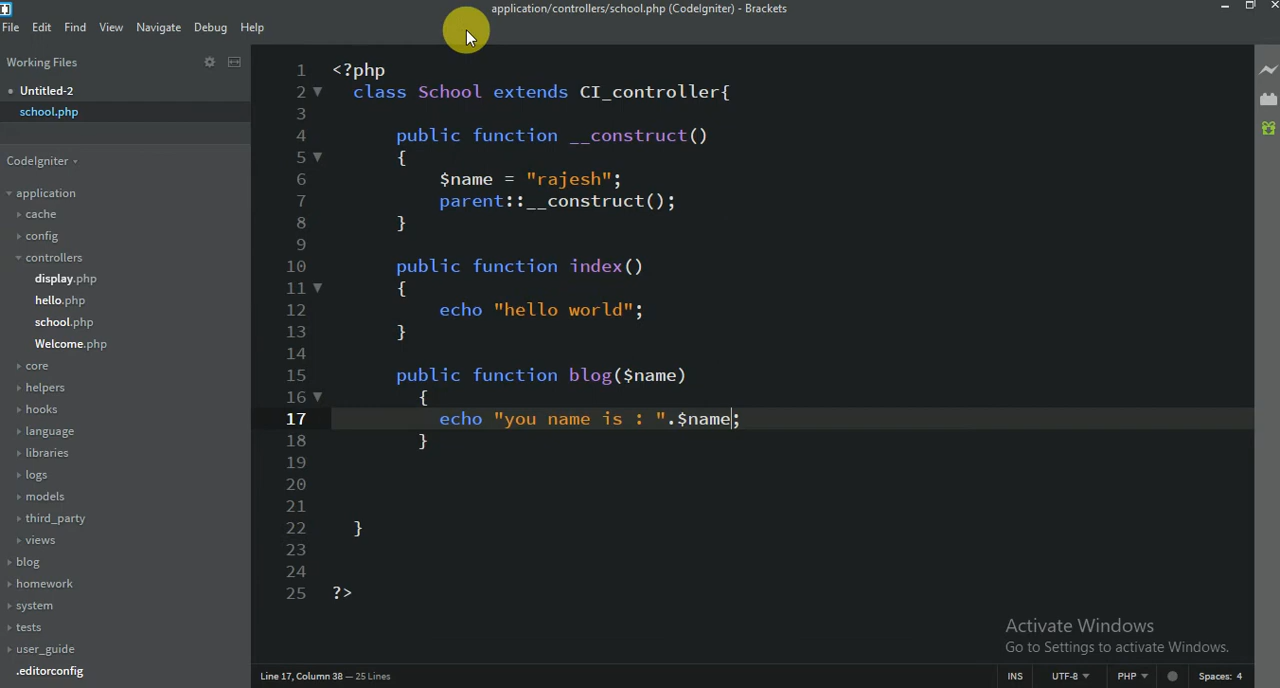 application/controllers/school.php (CodeIgniter) - Brackets
File Edit Find View Navigate Debug Help
Working Files
Untitled-2
school.php
CodeIgniter
application
cache
config
controllers
display.php
hello.php
school.php
Welcome.php
core
helpers
hooks
language
libraries
logs
models
third_party
views
blog
homework
system
tests
user_guide
.editorconfig
1 <?php
2 class School extends CI_controller{
3
4 public function __construct()
5 {
6 $name = "rajesh";
7 parent::__construct();
8 }
9
10 public function index()
11 {
12 echo "hello world";
13 }
14
15 public function blog($name)
16 {
17 echo "you name is : ".$name;
18 }
19
20
21
22 }
23
24
25 ?>
Activate Windows
Go to Settings to activate Windows.
Line 17, Column 38 — 25 Lines
INS UTF-8 PHP Spaces: 4